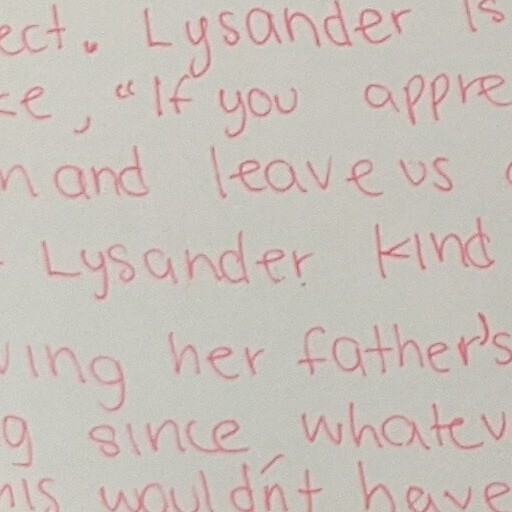 ect. Lysander is
ce, "If you appre
n and leave us
Lysander kind
ving her father's
g since, whatev
his wouldn't have